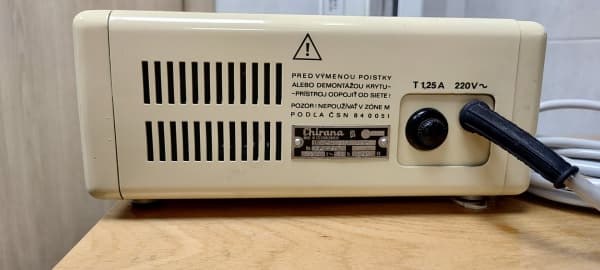 PRED VÝMENOU POISTKY
ALEBO DEMONTÁŽOU KRYTU-
-PRÍSTROJ ODPOJIŤ OD SIETE!
POZOR! NEPOUŽÍVAŤ V ZÓNE M
PODĽA ČSN 84 0051
T 1,25 A 220V~
Chirana